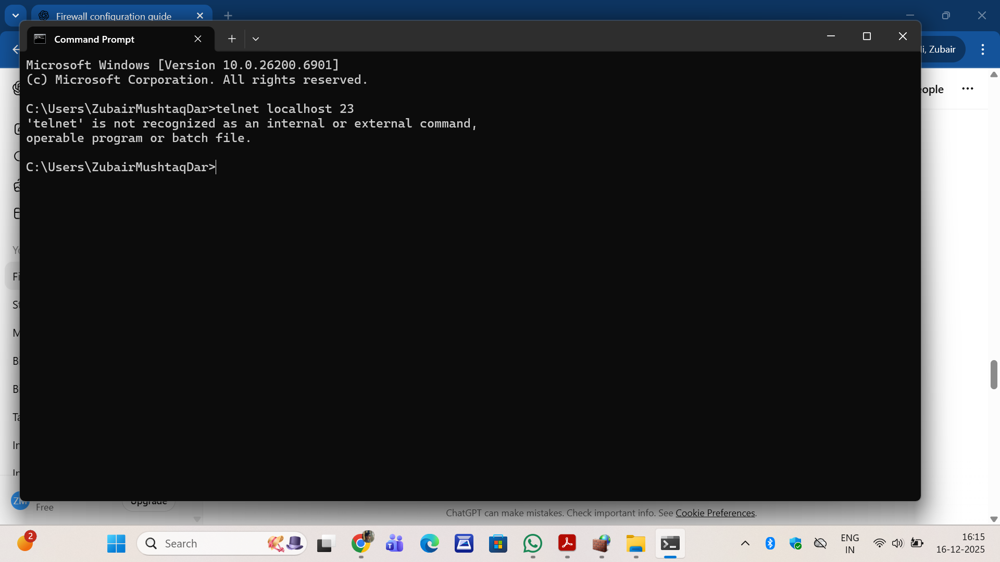 Firewall configuration guide
Command Prompt
Zubair
Microsoft Windows [Version 10.0.26200.6901]
(c) Microsoft Corporation. All rights reserved.
C:\Users\ZubairMushtaqDar>telnet localhost 23
'telnet' is not recognized as an internal or external command,
operable program or batch file.
C:\Users\ZubairMushtaqDar>
ZM
Free
Upgrade
ChatGPT can make mistakes. Check important info. See Cookie Preferences.
2
Search
ENG
IN
16:15
16-12-2025